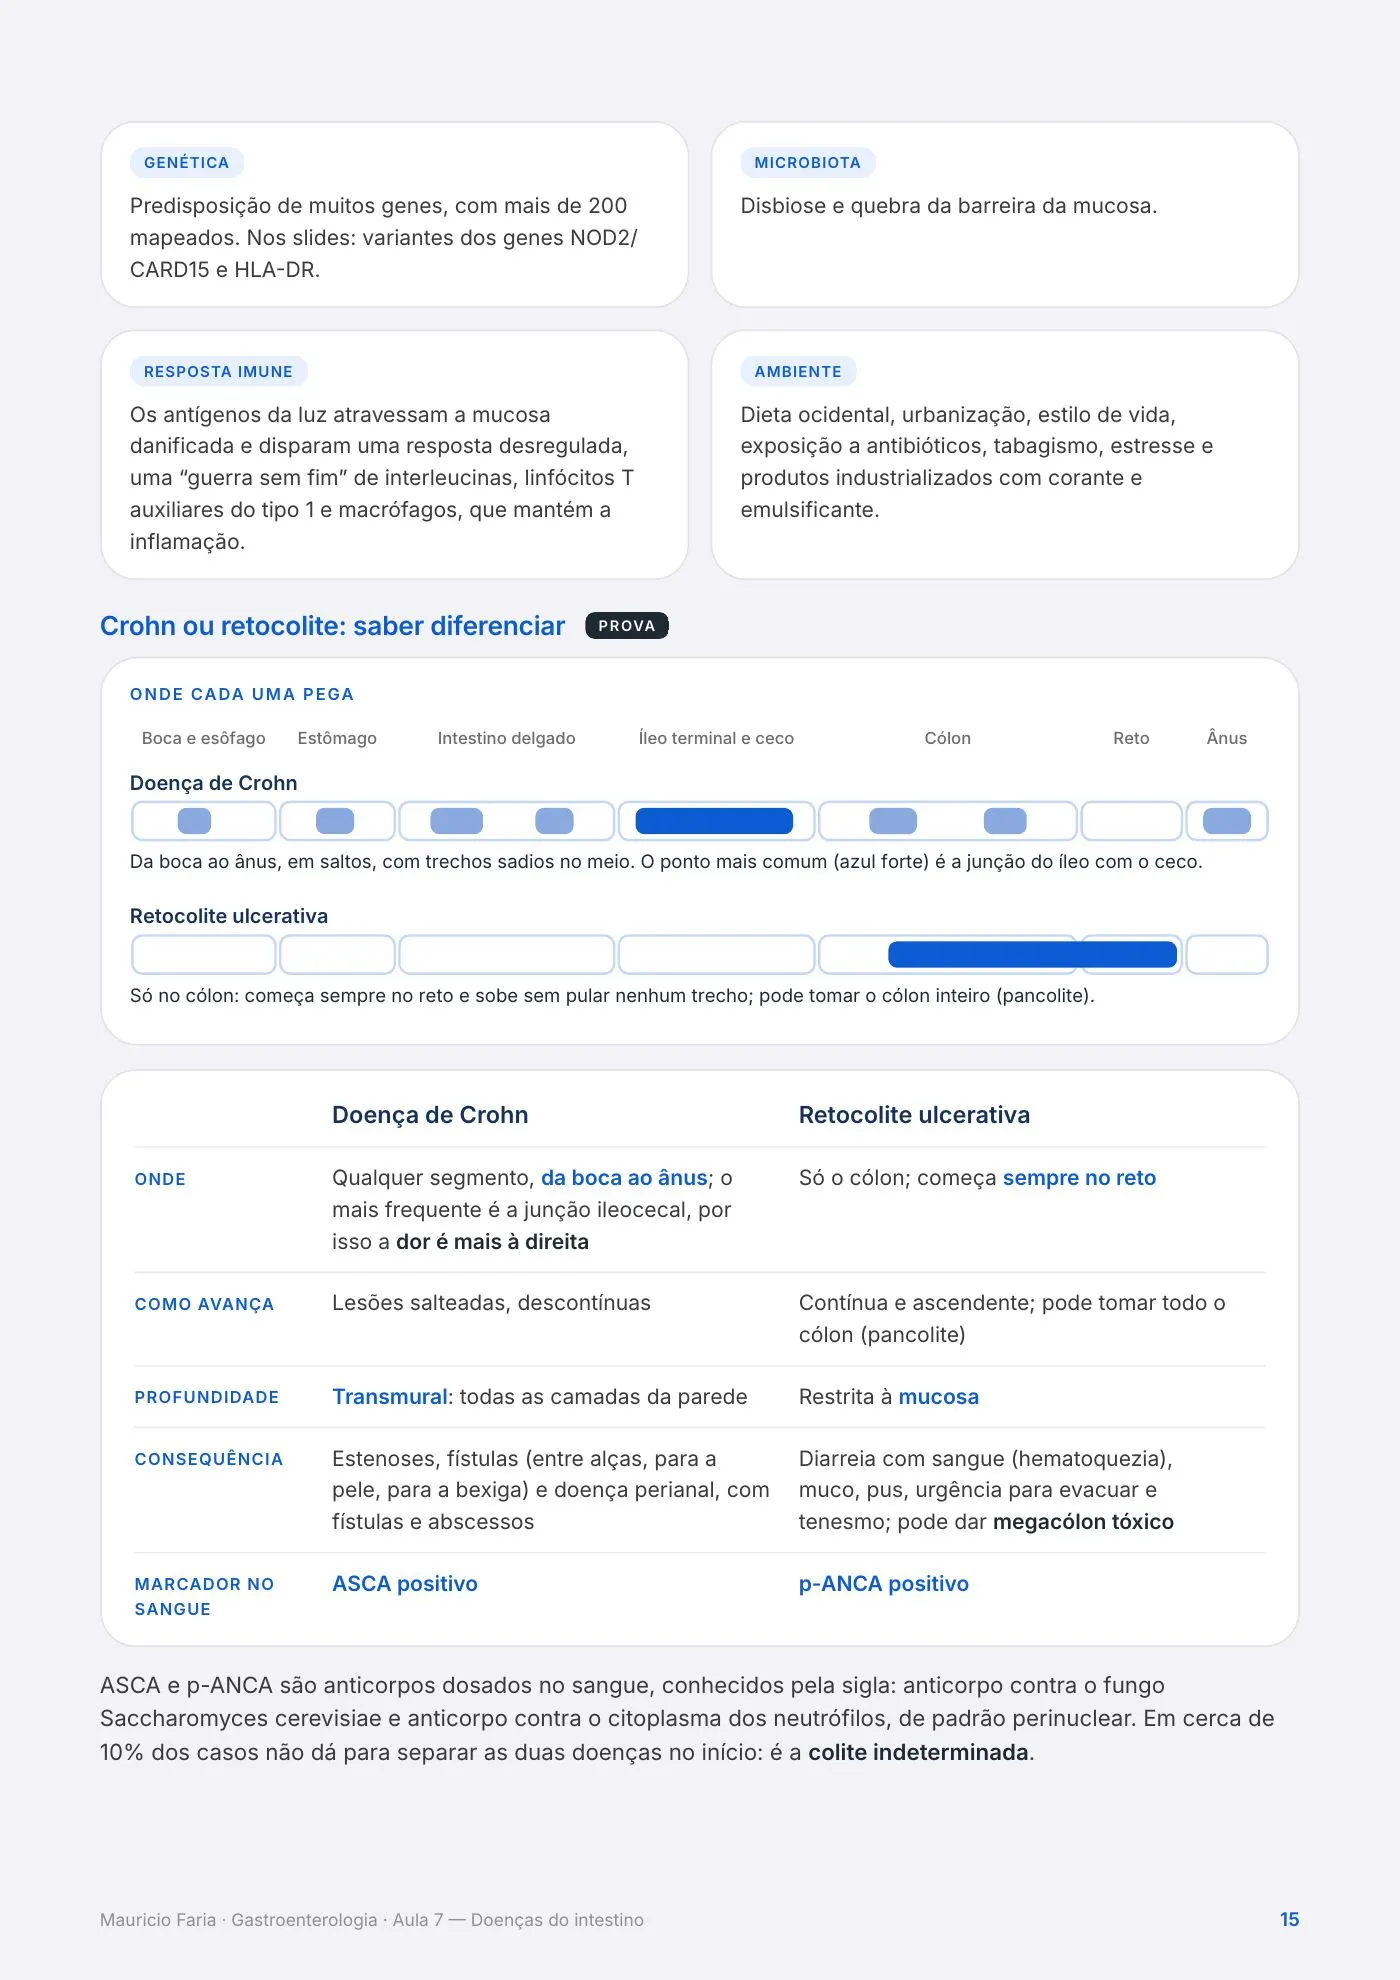 GENÉTICA
Predisposição de muitos genes, com mais de 200
mapeados. Nos slides: variantes dos genes NOD2/
CARD15 e HLA-DR.
MICROBIOTA
Disbiose e quebra da barreira da mucosa.
RESPOSTA IMUNE
Os antígenos da luz atravessam a mucosa
danificada e disparam uma resposta desregulada,
uma “guerra sem fim” de interleucinas, linfócitos T
auxiliares do tipo 1 e macrófagos, que mantém a
inflamação.
AMBIENTE
Dieta ocidental, urbanização, estilo de vida,
exposição a antibióticos, tabagismo, estresse e
produtos industrializados com corante e
emulsificante.
Crohn ou retocolite: saber diferenciar PROVA
ONDE CADA UMA PEGA
Boca e esôfago Estômago Intestino delgado Íleo terminal e ceco Cólon Reto Ânus
Doença de Crohn
Da boca ao ânus, em saltos, com trechos sadios no meio. O ponto mais comum (azul forte) é a junção do íleo com o ceco.
Retocolite ulcerativa
Só no cólon: começa sempre no reto e sobe sem pular nenhum trecho; pode tomar o cólon inteiro (pancolite).
Doença de Crohn Retocolite ulcerativa
ONDE
Qualquer segmento, da boca ao ânus; o
mais frequente é a junção ileocecal, por
isso a dor é mais à direita
Só o cólon; começa sempre no reto
COMO AVANÇA
Lesões salteadas, descontínuas
Contínua e ascendente; pode tomar todo o
cólon (pancolite)
PROFUNDIDADE
Transmural: todas as camadas da parede
Restrita à mucosa
CONSEQUÊNCIA
Estenoses, fístulas (entre alças, para a
pele, para a bexiga) e doença perianal, com
fístulas e abscessos
Diarreia com sangue (hematoquezia),
muco, pus, urgência para evacuar e
tenesmo; pode dar megacólon tóxico
MARCADOR NO
SANGUE
ASCA positivo
p-ANCA positivo
ASCA e p-ANCA são anticorpos dosados no sangue, conhecidos pela sigla: anticorpo contra o fungo
Saccharomyces cerevisiae e anticorpo contra o citoplasma dos neutrófilos, de padrão perinuclear. Em cerca de
10% dos casos não dá para separar as duas doenças no início: é a colite indeterminada.
Mauricio Faria · Gastroenterologia · Aula 7 — Doenças do intestino
15